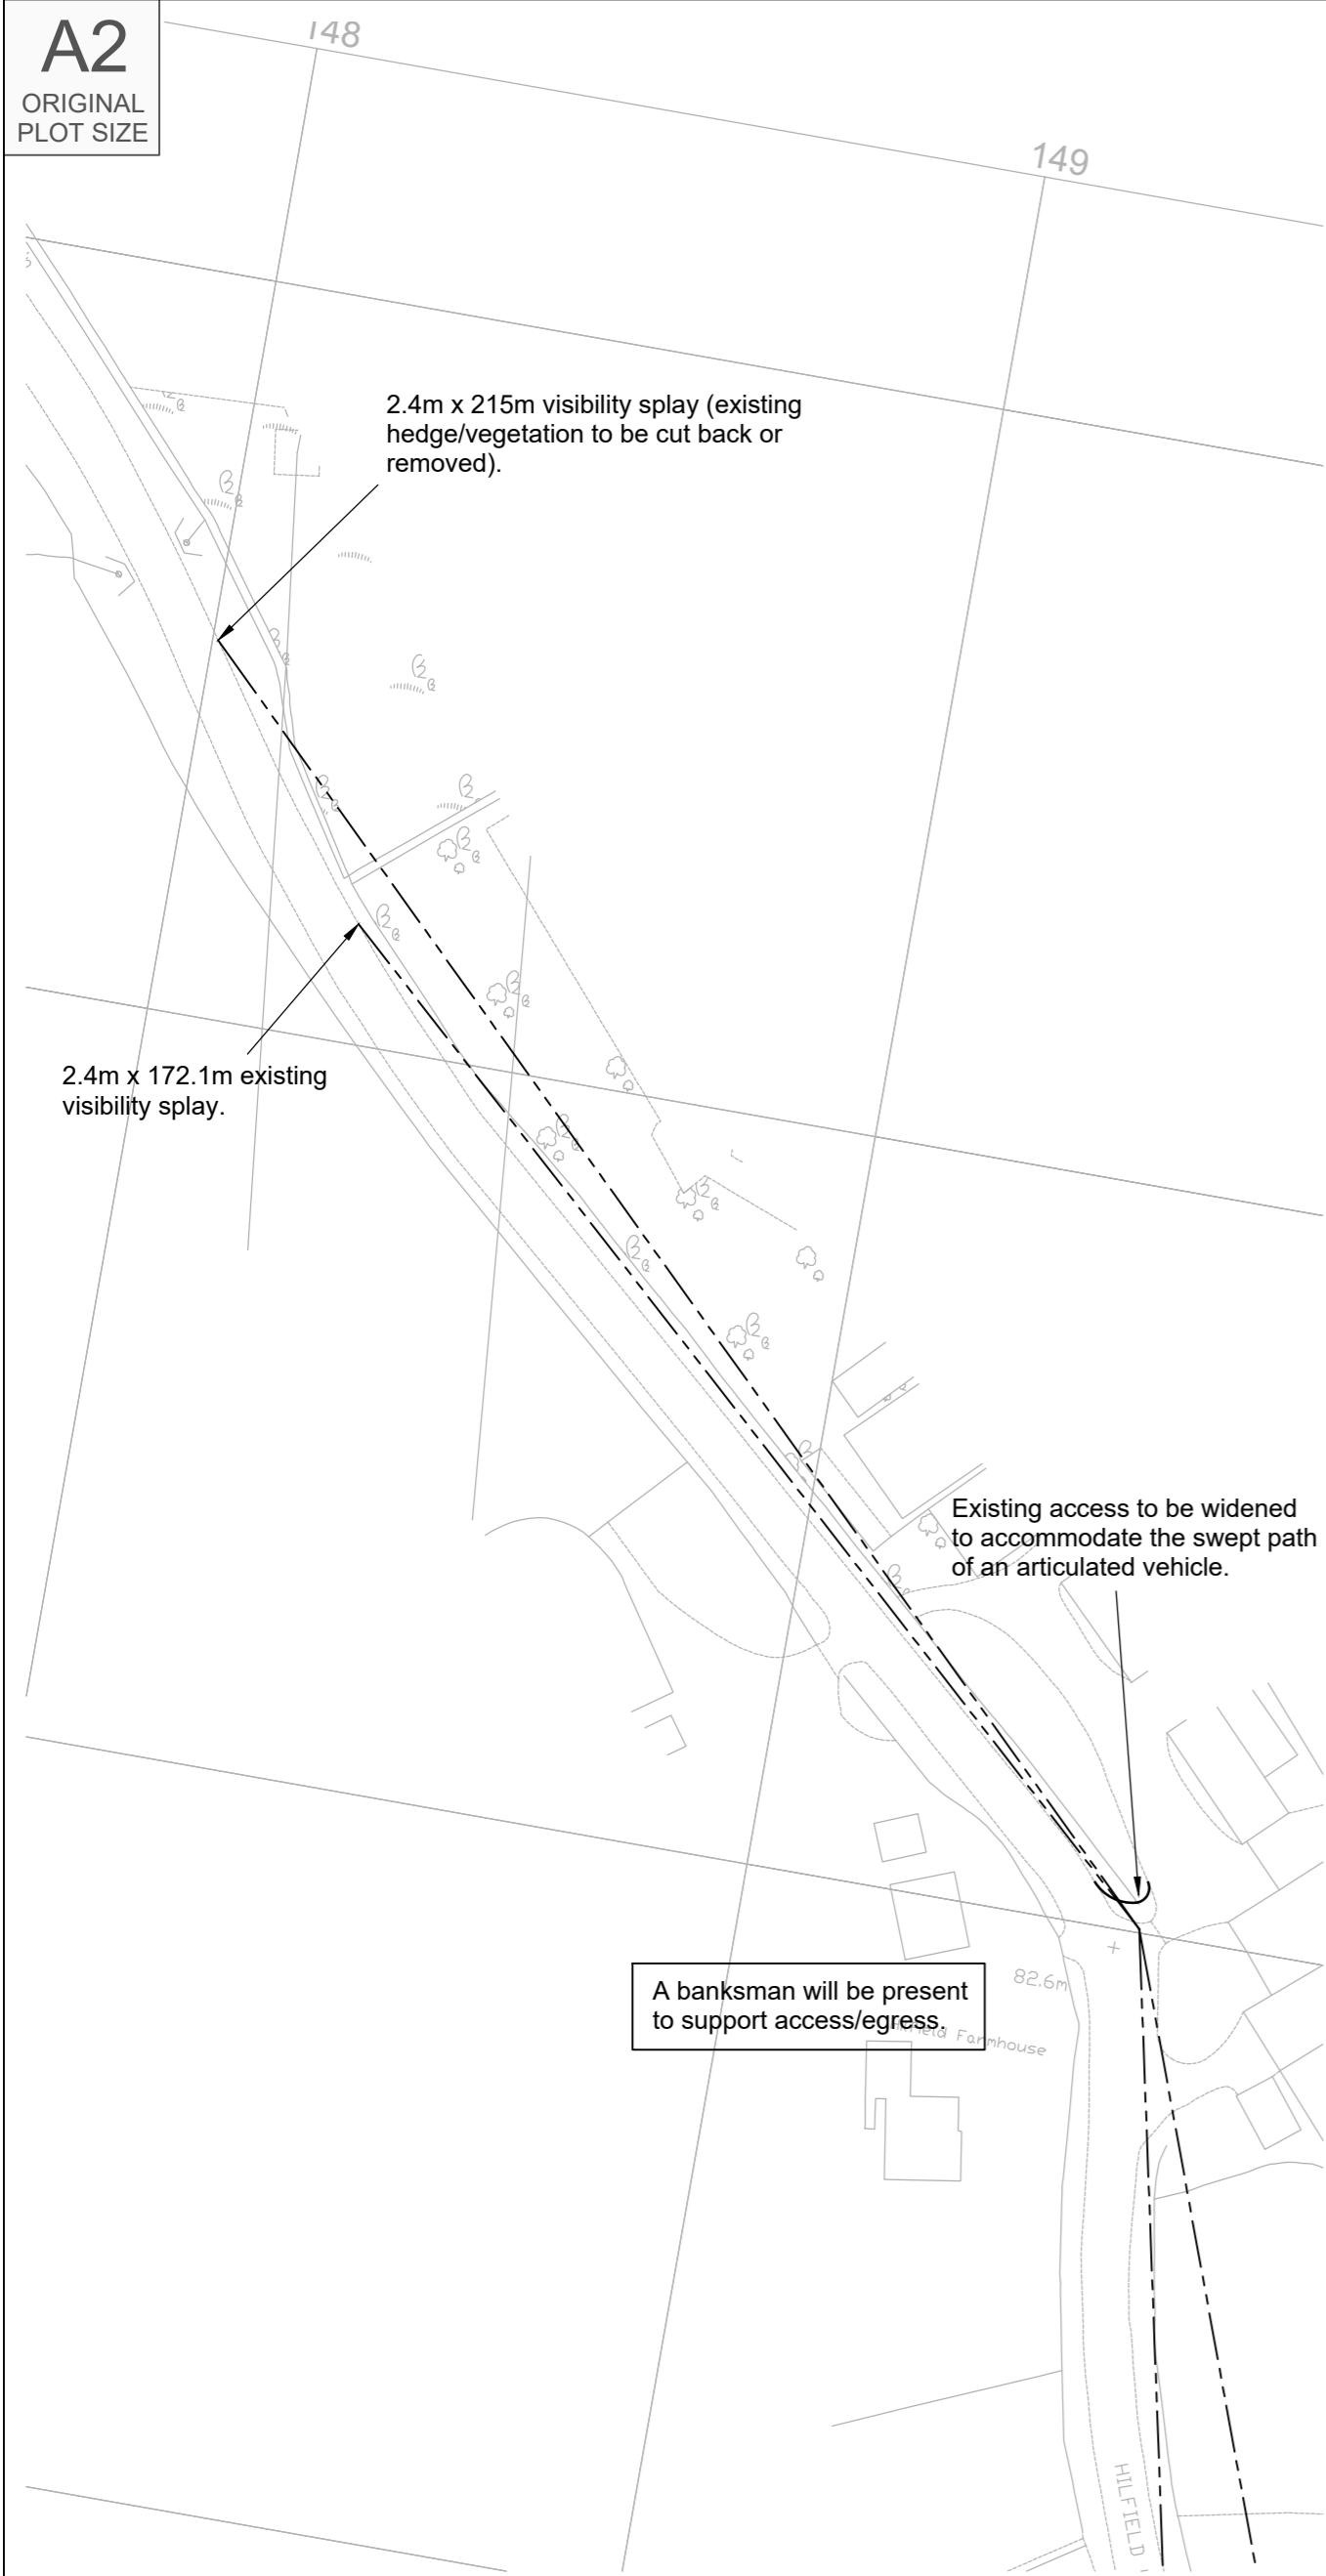 A2
ORIGINAL
PLOT SIZE
148
149
2.4m x 215m visibility splay (existing
hedge/vegetation to be cut back or
removed).
2.4m x 172.1m existing
visibility splay.
Existing access to be widened
to accommodate the swept path
of an articulated vehicle.
A banksman will be present
to support access/egress.
82.6m
Farmhouse
HILFIELD